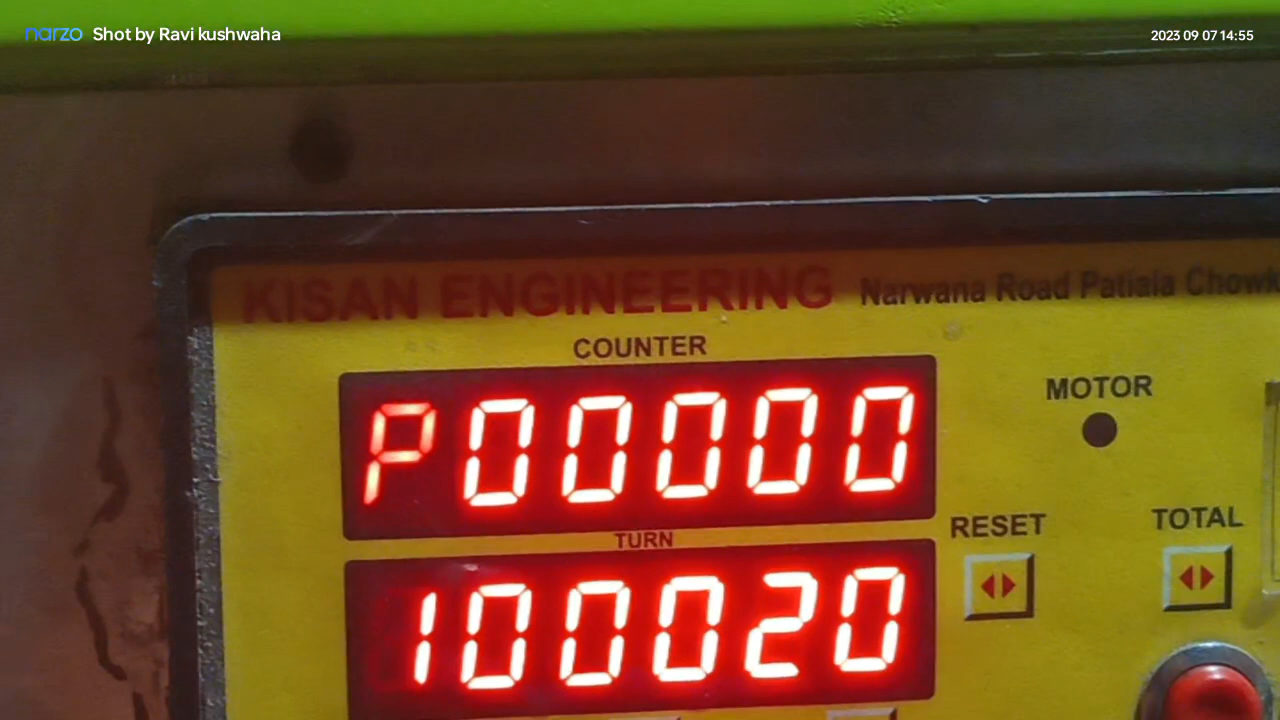 narzo Shot by Ravi kushwaha
2023 09 07 14:55
KISAN ENGINEERING Narwana Road Patiala Chowk
COUNTER
P00000
MOTOR
TURN
100020
RESET
TOTAL